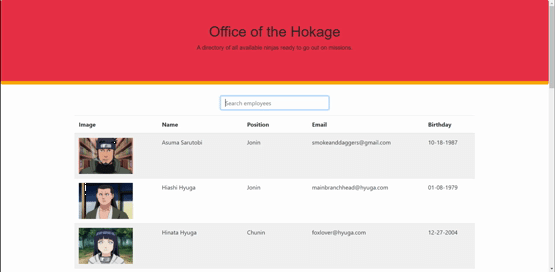 Office of the Hokage
A directory of all available ninjas ready to go out on missions.
Search employees
Image Name Position Email Birthday
Asuma Sarutobi Jonin smokeanddaggers@gmail.com 10-18-1987
Hiashi Hyuga Jonin mainbranchhead@hyuga.com 01-08-1979
Hinata Hyuga Chunin foxlover@hyuga.com 12-27-2004